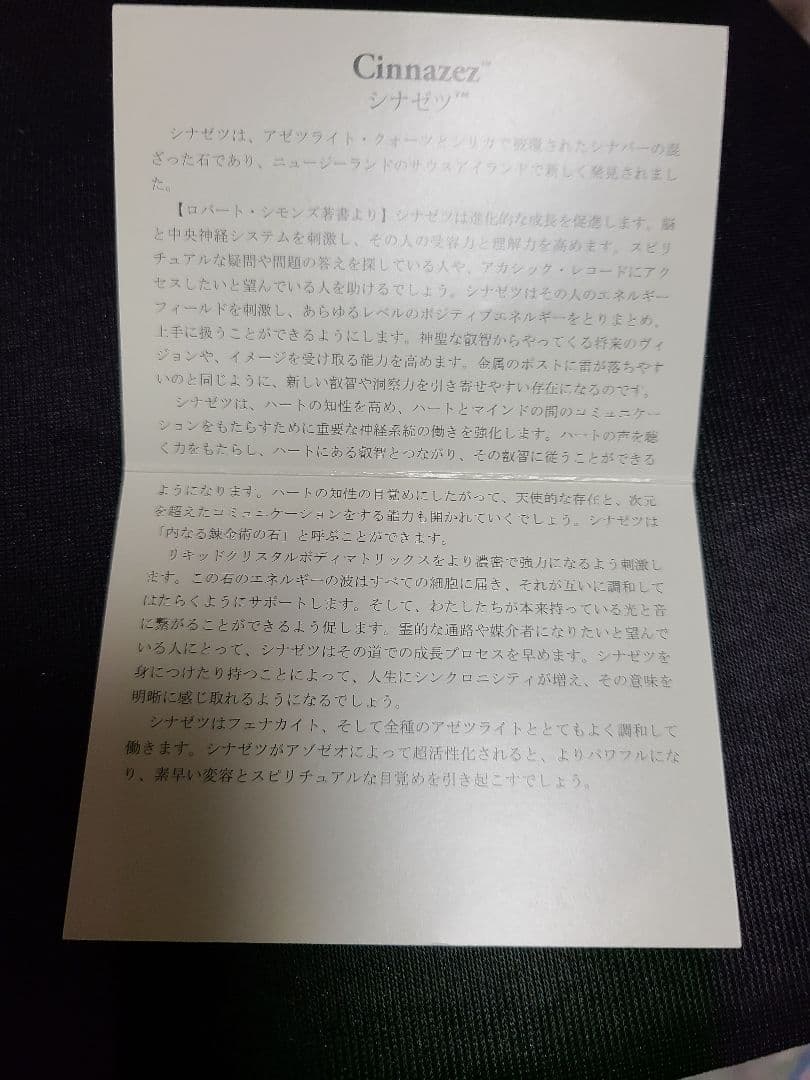 Cinnazez™
シナゼツ™
シナゼツは、アゼツライト・クォーツとシリカで被覆されたシナバーの混
ざった石であり、ニュージーランドのサウスアイランドで新しく発見されまし
た。
【ロバート・シモンズ著書より】シナゼツは進化的な成長を促進します。脳
と中央神経システムを刺激し、その人の受容力と理解力を高めます。スピリ
チュアルな疑問や問題の答えを探している人や、アカシック・レコードにアク
セスしたいと望んでいる人を助けるでしょう。シナゼツはその人のエネルギー
フィールドを刺激し、あらゆるレベルのポジティブエネルギーをとりまとめ、
上手に扱うことができるようにします。神聖な叡智からやってくる将来のヴィ
ジョンや、イメージを受け取る能力を高めます。金属のポストに雷が落ちやす
いのと同じように、新しい叡智や洞察力を引き寄せやすい存在になるのです。
シナゼツは、ハートの知性を高め、ハートとマインドの間のコミュニケー
ションをもたらすために重要な神経系統の働きを強化します。ハートの声を聴
く力をもたらし、ハートにある叡智とつながり、その叡智に従うことができる
ようになります。ハートの知性の目覚めにしたがって、天使的な存在と、次元
を超えたコミュニケーションをする能力も開かれていくでしょう。シナゼツは
「内なる錬金術の石」と呼ぶことができます。
リキッドクリスタルボディマトリックスをより濃密で強力になるよう刺激し
ます。この石のエネルギーの波はすべての細胞に届き、それが互いに調和して
はたらくようにサポートします。そして、わたしたちが本来持っている光と音
に繋がることができるよう促します。霊的な通路や媒介者になりたいと望んで
いる人にとって、シナゼツはその道での成長プロセスを早めます。シナゼツを
身につけたり持つことによって、人生にシンクロニシティが増え、その意味を
明晰に感じ取れるようになるでしょう。
シナゼツはフェナカイト、そして全種のアゼツライトととてもよく調和して
働きます。シナゼツがアゾゼオによって超活性化されると、よりパワフルにな
り、素早い変容とスピリチュアルな目覚めを引き起こすでしょう。